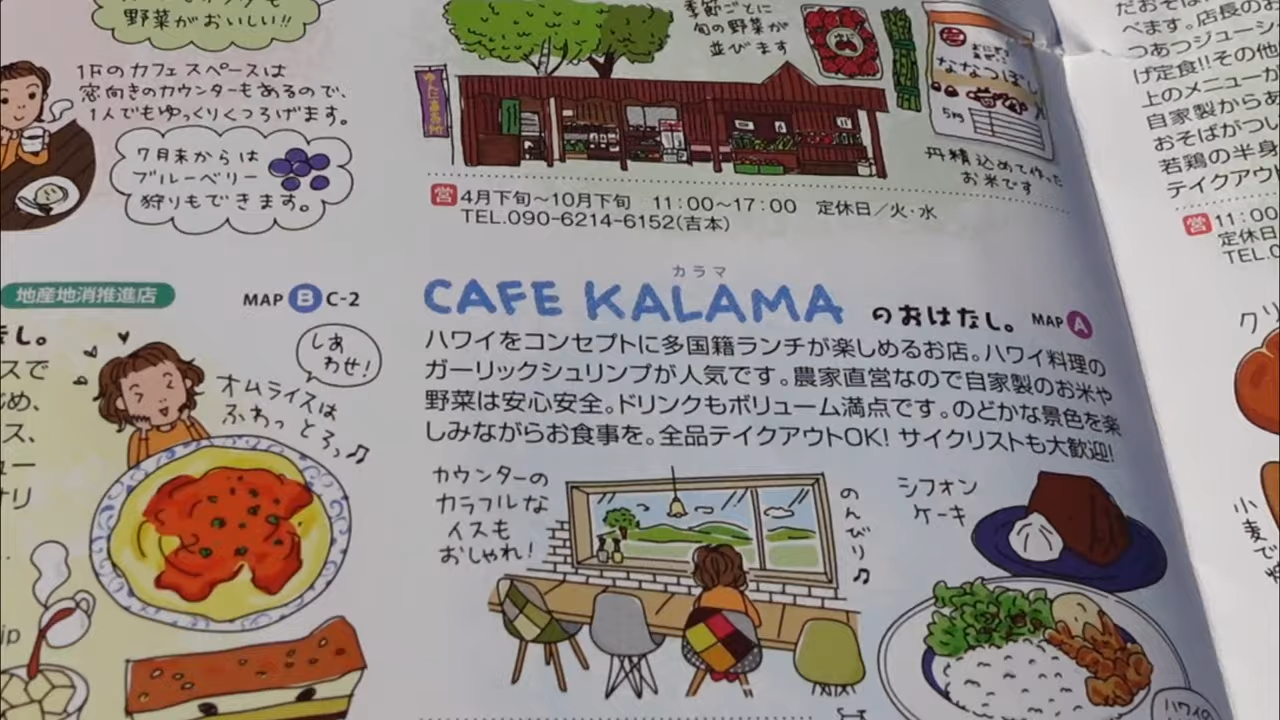 野菜がおいしい!!
1Fのカフェスペースは
窓向きのカウンターもあるので、
1人でもゆっくりくつろげます。
7月末からは
ブルーベリー
狩りもできます。
季節ごとに
旬の野菜が
並びます
ななつぼし
5kg
丹精込めて作った
お米です
営 4月下旬〜10月下旬 11:00〜17:00 定休日/火・水
TEL.090-6214-6152(吉本)
地産地消推進店
MAP B C-2
しあ
わせ!
オムライスは
ふわっとろっ♫
カラマ
CAFE KALAMA のおはなし。 MAP A
ハワイをコンセプトに多国籍ランチが楽しめるお店。ハワイ料理の
ガーリックシュリンプが人気です。農家直営なので自家製のお米や
野菜は安心安全。ドリンクもボリューム満点です。のどかな景色を楽
しみながらお食事を。全品テイクアウトOK! サイクリストも大歓迎!
カウンターの
カラフルな
イスも
おしゃれ!
のんびり♫
シフォン
ケーキ
べます。店長のお
つあつジューシ
げ定食!!その他
上のメニューか
自家製からあ
おそばがつい
若鶏の半身
テイクアウ
営 11:00
定休日
TEL.0
クリ
小麦で